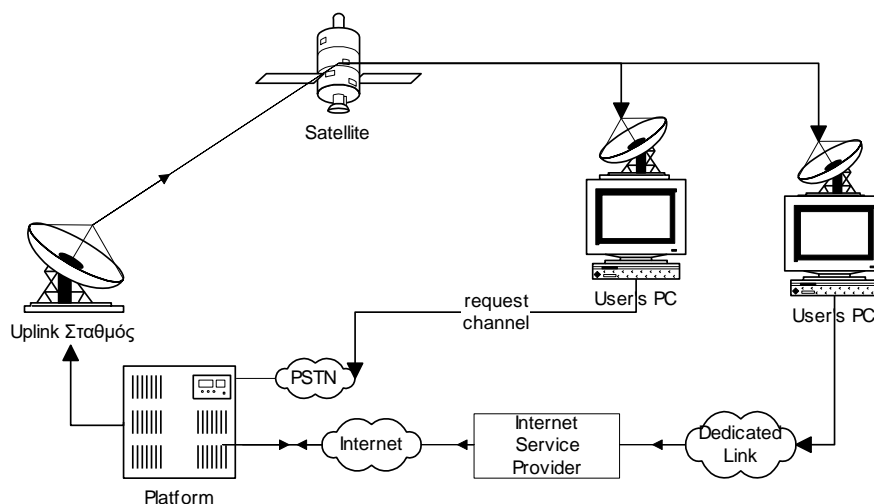 Satellite
User's PC
User's PC
request
channel
Uplink Σταθμός
PSTN
Internet
Internet
Service
Provider
Dedicated
Link
Platform